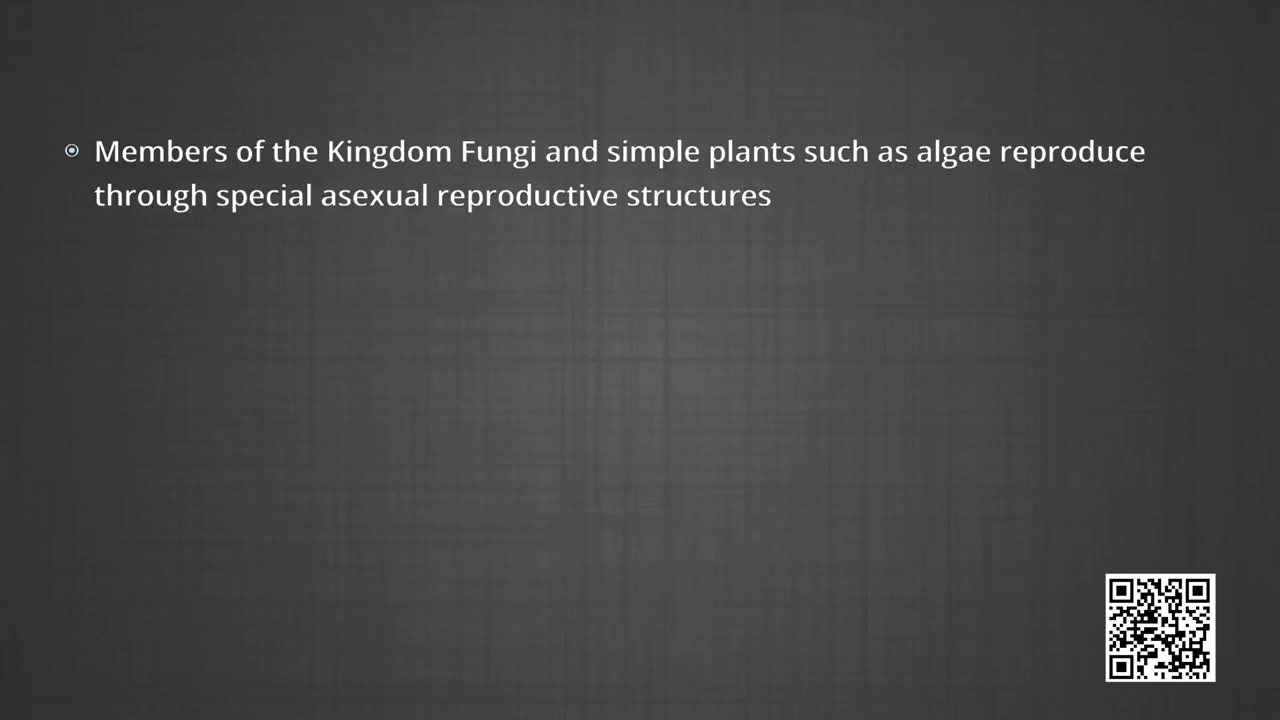 Members of the Kingdom Fungi and simple plants such as algae reproduce
through special asexual reproductive structures